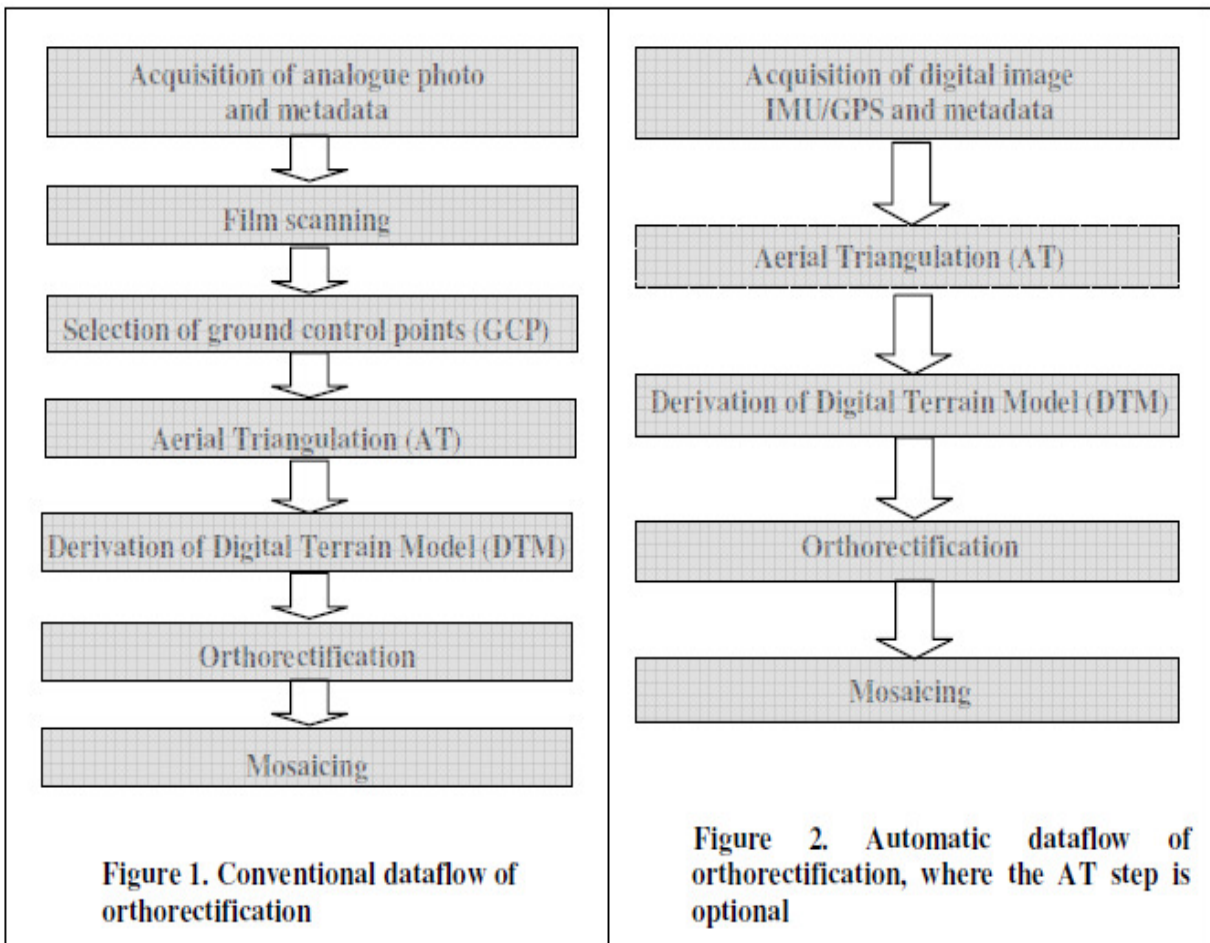 Acquisition of analogue photo
and metadata
Film scanning
Selection of ground control points (GCP)
Aerial Triangulation (AT)
Derivation of Digital Terrain Model (DTM)
Orthorectification
Mosaicing
Figure 1. Conventional dataflow of
orthorectification
Acquisition of digital image
IMU/GPS and metadata
Aerial Triangulation (AT)
Derivation of Digital Terrain Model (DTM)
Orthorectification
Mosaicing
Figure 2. Automatic dataflow of
orthorectification, where the AT step is
optional